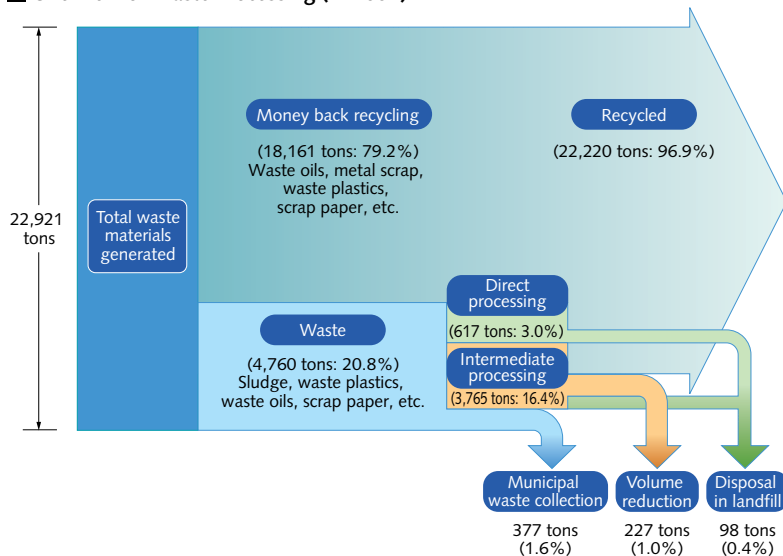 22,921
tons
Total waste
materials
generated
Money back recycling
(18,161 tons: 79.2%)
Waste oils, metal scrap,
waste plastics,
scrap paper, etc.
Recycled
(22,220 tons: 96.9%)
Waste
(4,760 tons: 20.8%)
Sludge, waste plastics,
waste oils, scrap paper, etc.
Direct
processing
(617 tons: 3.0%)
Intermediate
processing
(3,765 tons: 16.4%)
Municipal
waste collection
377 tons
(1.6%)
Volume
reduction
227 tons
(1.0%)
Disposal
in landfill
98 tons
(0.4%)